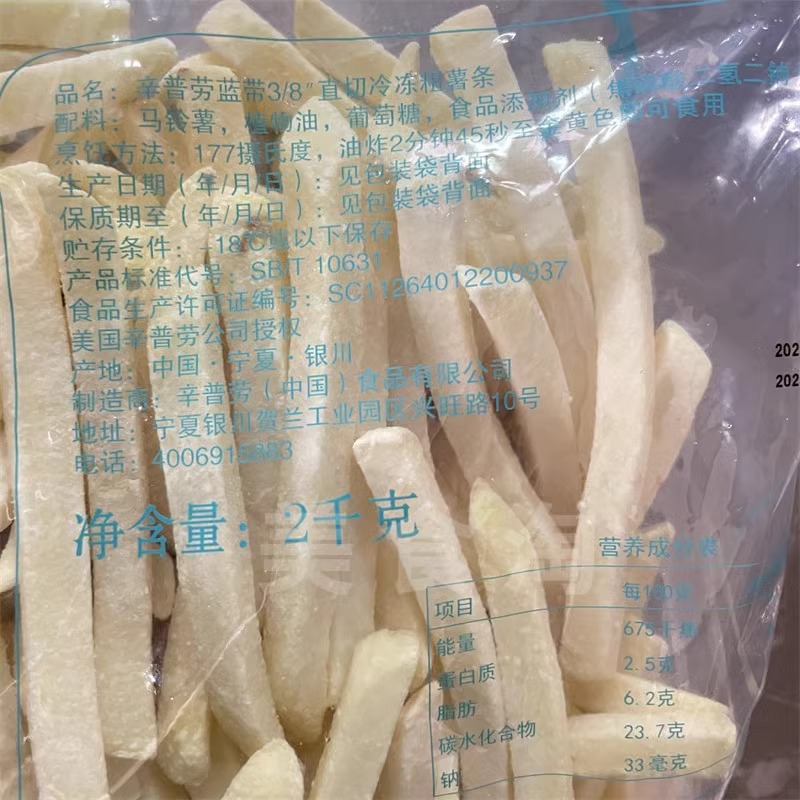 品名：辛普劳蓝带3/8"直切冷冻粗薯条
配料：马铃薯，植物油，葡萄糖，食品添加剂（焦磷酸二氢二钠
烹饪方法：177摄氏度，油炸2分钟45秒至金黄色即可食用
生产日期（年/月/日）：见包装袋背面
保质期至（年/月/日）：见包装袋背面
贮存条件：-18℃或以下保存
产品标准代号：SB/T 10631
食品生产许可证编号：SC11264012200937
美国辛普劳公司授权
产地：中国·宁夏·银川
制造商：辛普劳（中国）食品有限公司
地址：宁夏银川贺兰工业园区兴旺路10号
电话：4006915883
净含量：2千克
202
202
美食淘
营养成分表
项目 每100克
能量 675千焦
蛋白质 2.5克
脂肪 6.2克
碳水化合物 23.7克
钠 33毫克